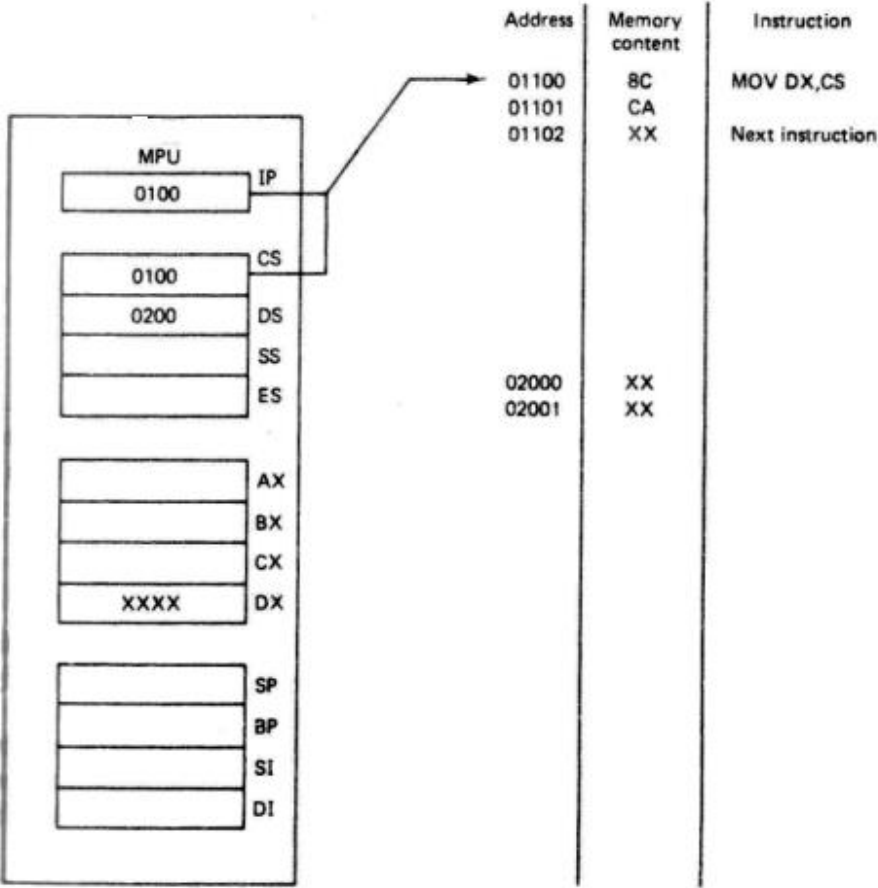 Address Memory content Instruction
01100 8C MOV DX,CS
01101 CA
01102 XX Next instruction
MPU
IP
0100
CS
0100
0200 DS
SS
ES
02000 XX
02001 XX
AX
BX
CX
XXXX DX
SP
BP
SI
DI